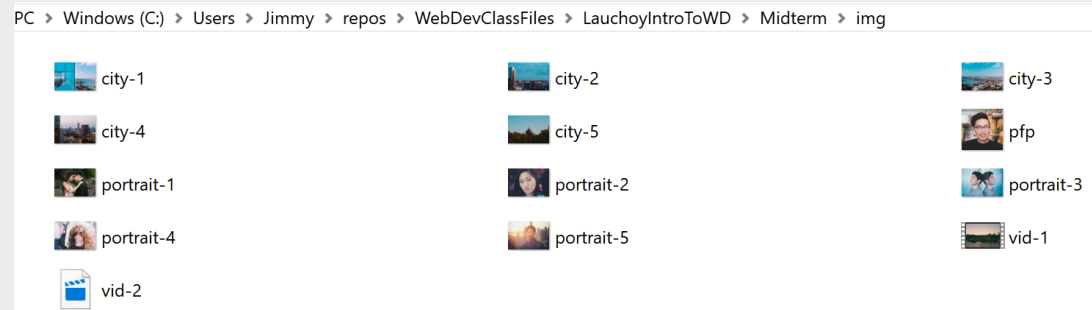 PC > Windows (C:) > Users > Jimmy > repos > WebDevClassFiles > LauchoyIntroToWD > Midterm > img
city-1 city-2 city-3
city-4 city-5 pfp
portrait-1 portrait-2 portrait-3
portrait-4 portrait-5 vid-1
vid-2